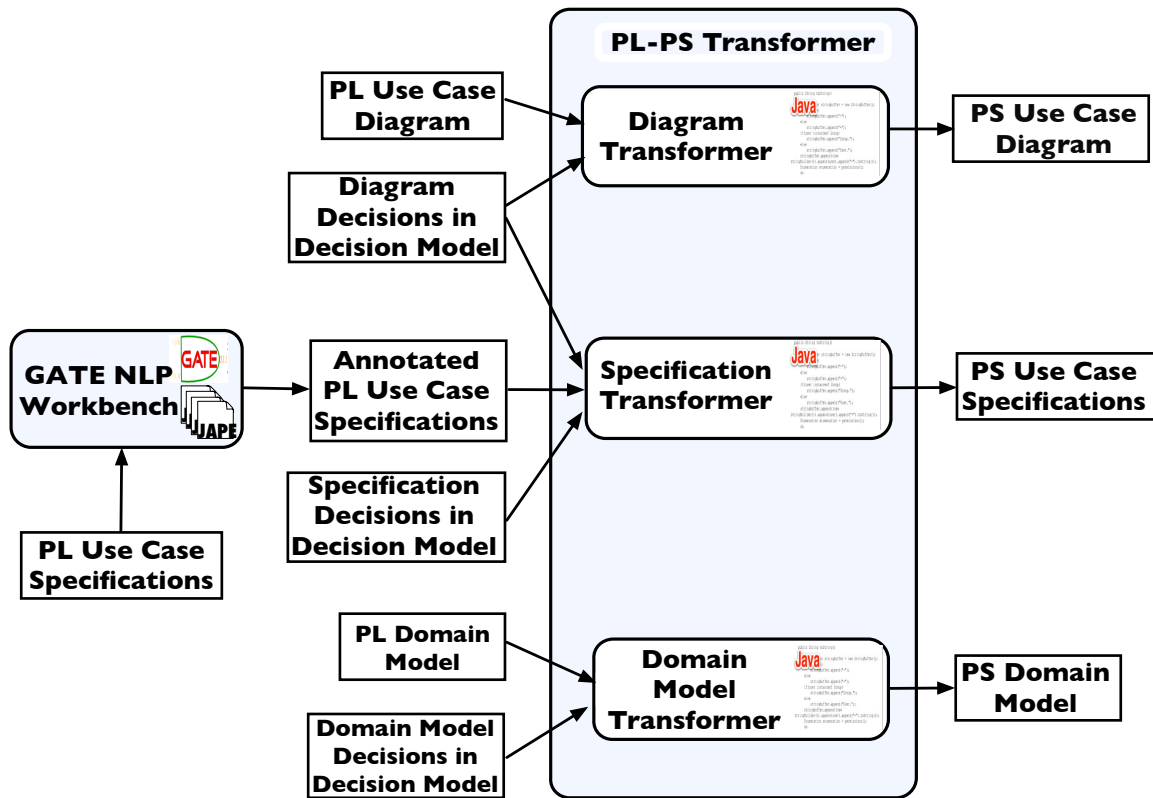 PL-PS Transformer
PL Use Case
Diagram
Java
Diagram
Transformer
PS Use Case
Diagram
Diagram
Decisions in
Decision Model
GATE
GATE NLP
Workbench
JAPE
Annotated
PL Use Case
Specifications
Java
Specification
Transformer
PS Use Case
Specifications
Specification
Decisions in
Decision Model
PL Use Case
Specifications
PL Domain
Model
Java
Domain
Model
Transformer
PS Domain
Model
Domain Model
Decisions in
Decision Model